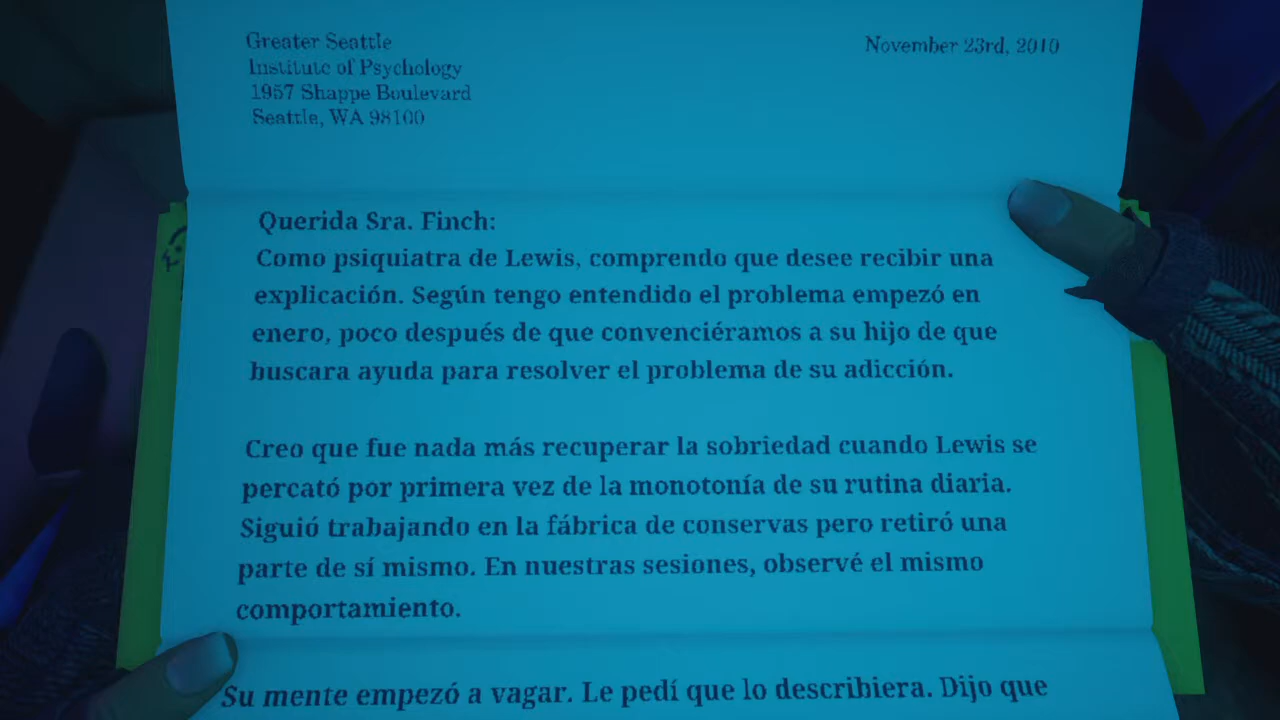 Greater Seattle
November 23rd, 2010
Institute of Psychology
1957 Shappe Boulevard
Seattle, WA 98100
Querida Sra. Finch:
Como psiquiatra de Lewis, comprendo que desee recibir una
explicación. Según tengo entendido el problema empezó en
enero, poco después de que convenciéramos a su hijo de que
buscara ayuda para resolver el problema de su adicción.
Creo que fue nada más recuperar la sobriedad cuando Lewis se
percató por primera vez de la monotonía de su rutina diaria.
Siguió trabajando en la fábrica de conservas pero retiró una
parte de sí mismo. En nuestras sesiones, observé el mismo
comportamiento.
Su mente empezó a vagar. Le pedí que lo describiera. Dijo que